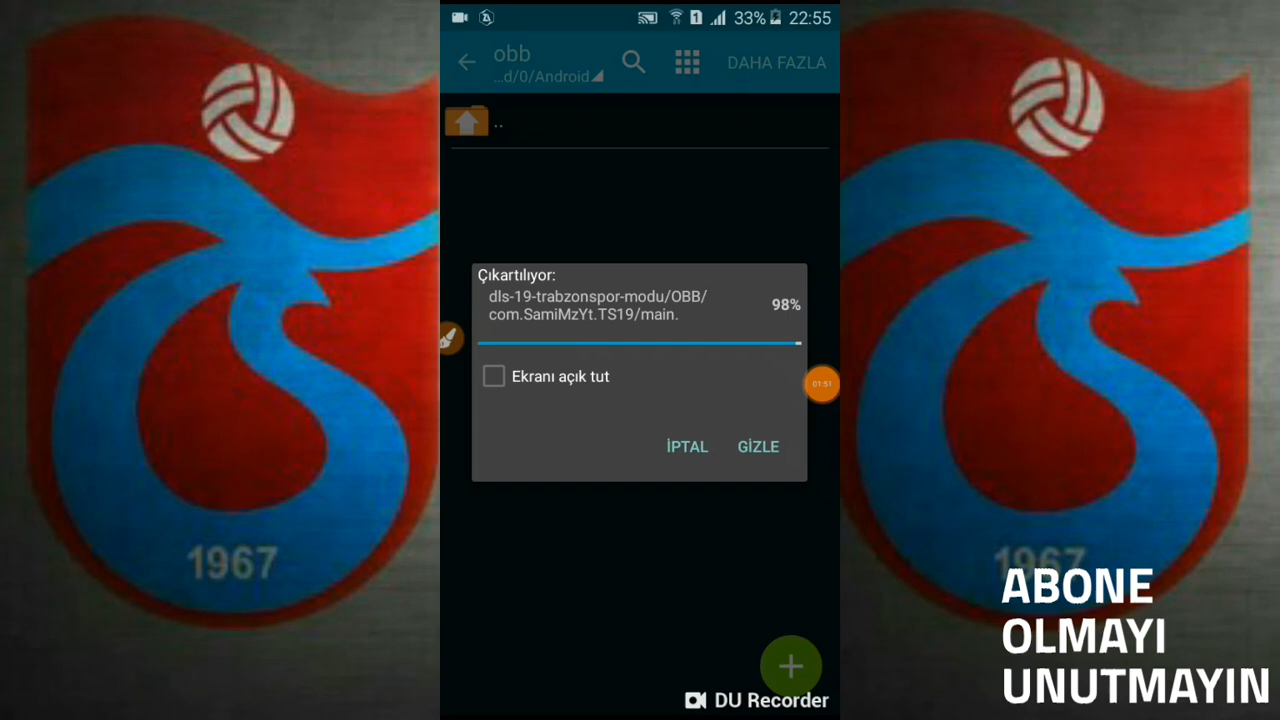 33% 22:55
obb
...d/0/Android
DAHA FAZLA
..
Çıkartılıyor:
dls-19-trabzonspor-modu/OBB/
com.SamiMzYt.TS19/main.
98%
Ekranı açık tut
01:51
İPTAL GİZLE
1967
1967
ABONE
OLMAYI
UNUTMAYIN
DU Recorder